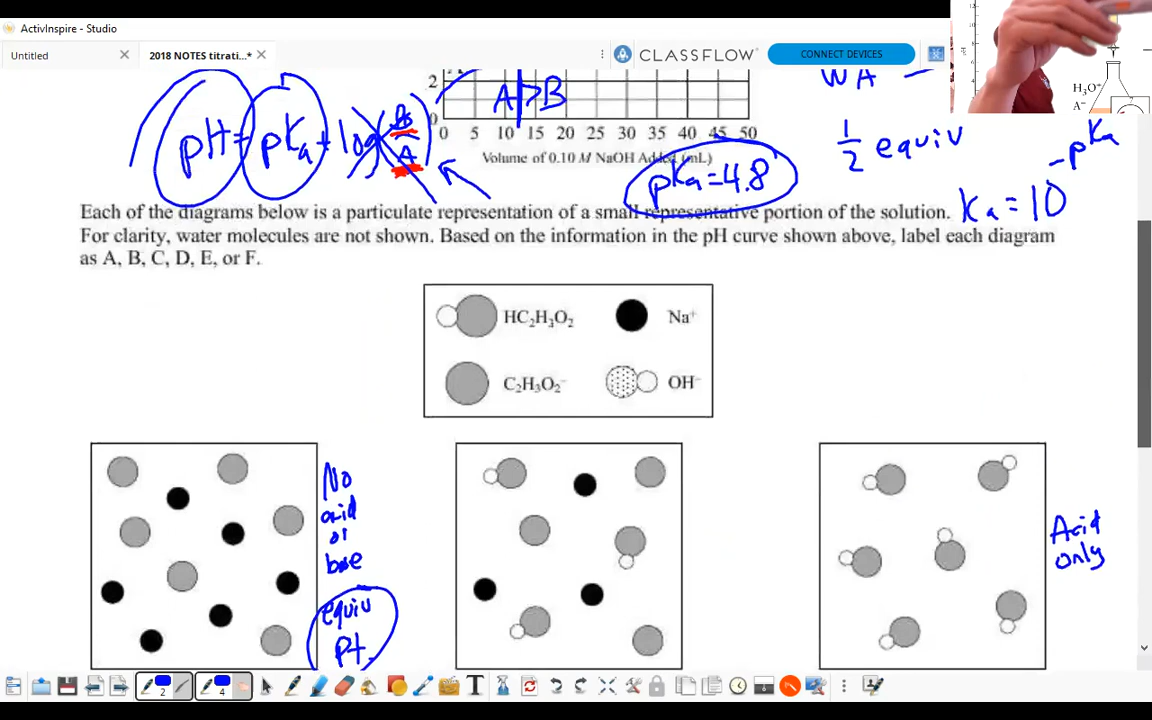 ActivInspire - Studio
Untitled
2018 NOTES titrati...*
CLASSFLOW
CONNECT DEVICES
2
0
0 5 10 15 20 25 30 35 40 45 50
Volume of 0.10 M NaOH Added (mL)
A > B
WA -
H₃O⁺
A⁻
pH = pKa + log (B/A)
pKa = 4.8
1/2 equiv
Ka = 10^-pKa
Each of the diagrams below is a particulate representation of a small representative portion of the solution.
For clarity, water molecules are not shown. Based on the information in the pH curve shown above, label each diagram
as A, B, C, D, E, or F.
HC₂H₃O₂ Na⁺
C₂H₃O₂⁻ OH⁻
No
acid
or
base
equiv
pt.
Acid
only
2
4
T